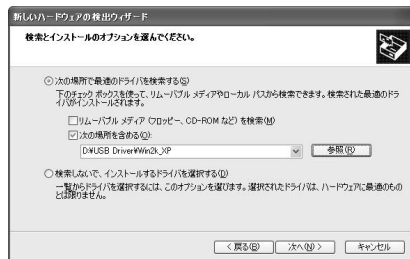 新しいハードウェアの検出ウィザード
検索とインストールのオプションを選んでください。
次の場所で最適のドライバを検索する(S)
下のチェック ボックスを使って、リムーバブル メディアやローカル パスから検索できます。検索された最適のドラ
イバがインストールされます。
リムーバブル メディア (フロッピー、CD-ROM など) を検索(M)
次の場所を含める(O):
D¥USB Driver¥Win2k_XP
参照(R)
検索しないで、インストールするドライバを選択する(D)
一覧からドライバを選択するには、このオプションを選びます。選択されたドライバは、ハードウェアに最適のもの
とは限りません。
< 戻る(B) 次へ(N) > キャンセル